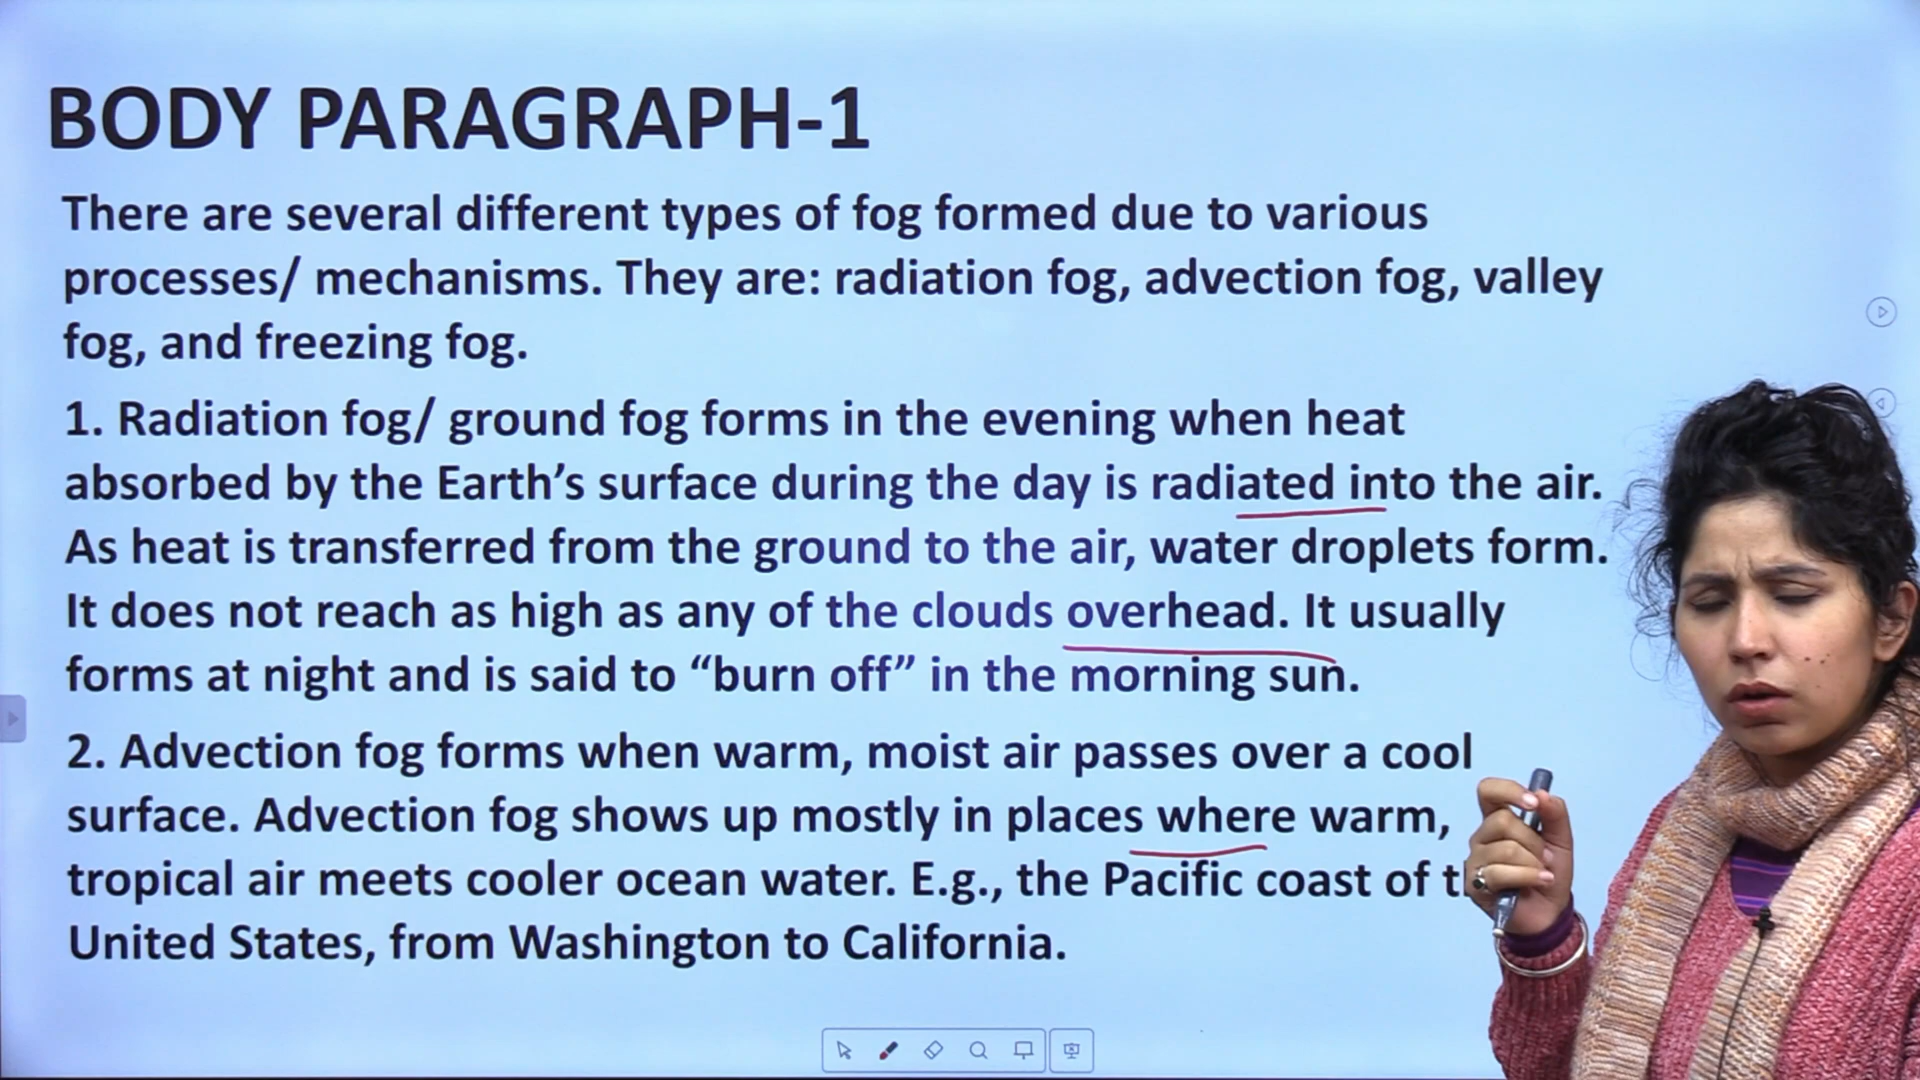 BODY PARAGRAPH-1
There are several different types of fog formed due to various
processes/ mechanisms. They are: radiation fog, advection fog, valley
fog, and freezing fog.
1. Radiation fog/ ground fog forms in the evening when heat
absorbed by the Earth’s surface during the day is radiated into the air.
As heat is transferred from the ground to the air, water droplets form.
It does not reach as high as any of the clouds overhead. It usually
forms at night and is said to “burn off” in the morning sun.
2. Advection fog forms when warm, moist air passes over a cool
surface. Advection fog shows up mostly in places where warm,
tropical air meets cooler ocean water. E.g., the Pacific coast of
United States, from Washington to California.